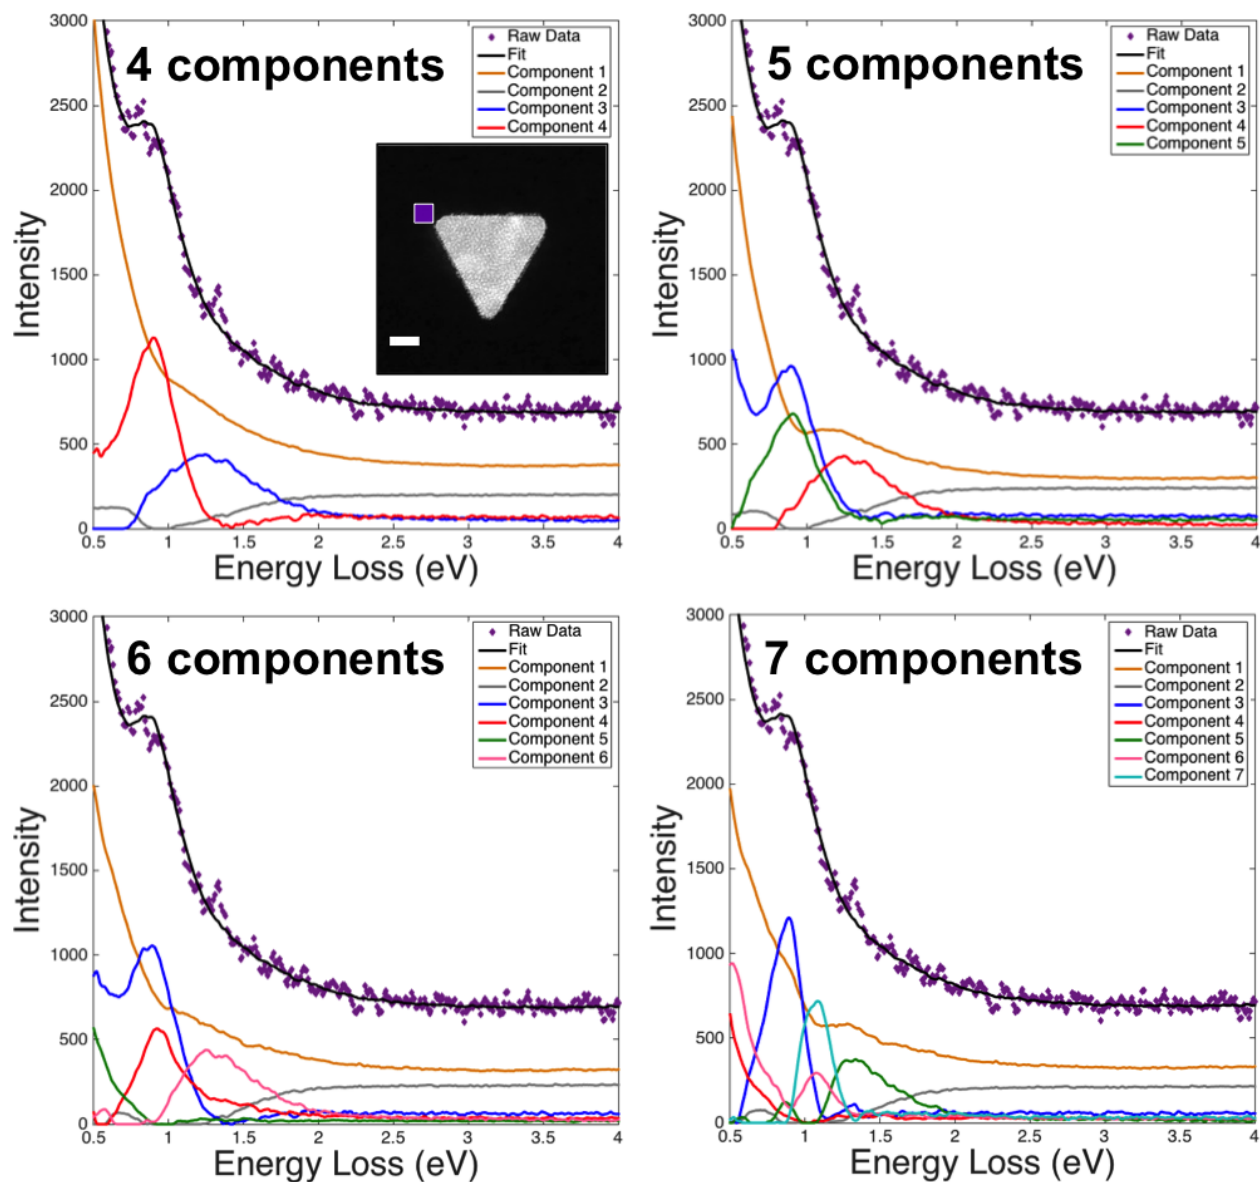 4 components
Raw Data
Fit
Component 1
Component 2
Component 3
Component 4
3000
2500
2000
1500
1000
500
0
Intensity
0.5 1 1.5 2 2.5 3 3.5 4
Energy Loss (eV)
5 components
Raw Data
Fit
Component 1
Component 2
Component 3
Component 4
Component 5
3000
2500
2000
1500
1000
500
0
Intensity
0.5 1 1.5 2 2.5 3 3.5 4
Energy Loss (eV)
6 components
Raw Data
Fit
Component 1
Component 2
Component 3
Component 4
Component 5
Component 6
3000
2500
2000
1500
1000
500
0
Intensity
0.5 1 1.5 2 2.5 3 3.5 4
Energy Loss (eV)
7 components
Raw Data
Fit
Component 1
Component 2
Component 3
Component 4
Component 5
Component 6
Component 7
3000
2500
2000
1500
1000
500
0
Intensity
0.5 1 1.5 2 2.5 3 3.5 4
Energy Loss (eV)